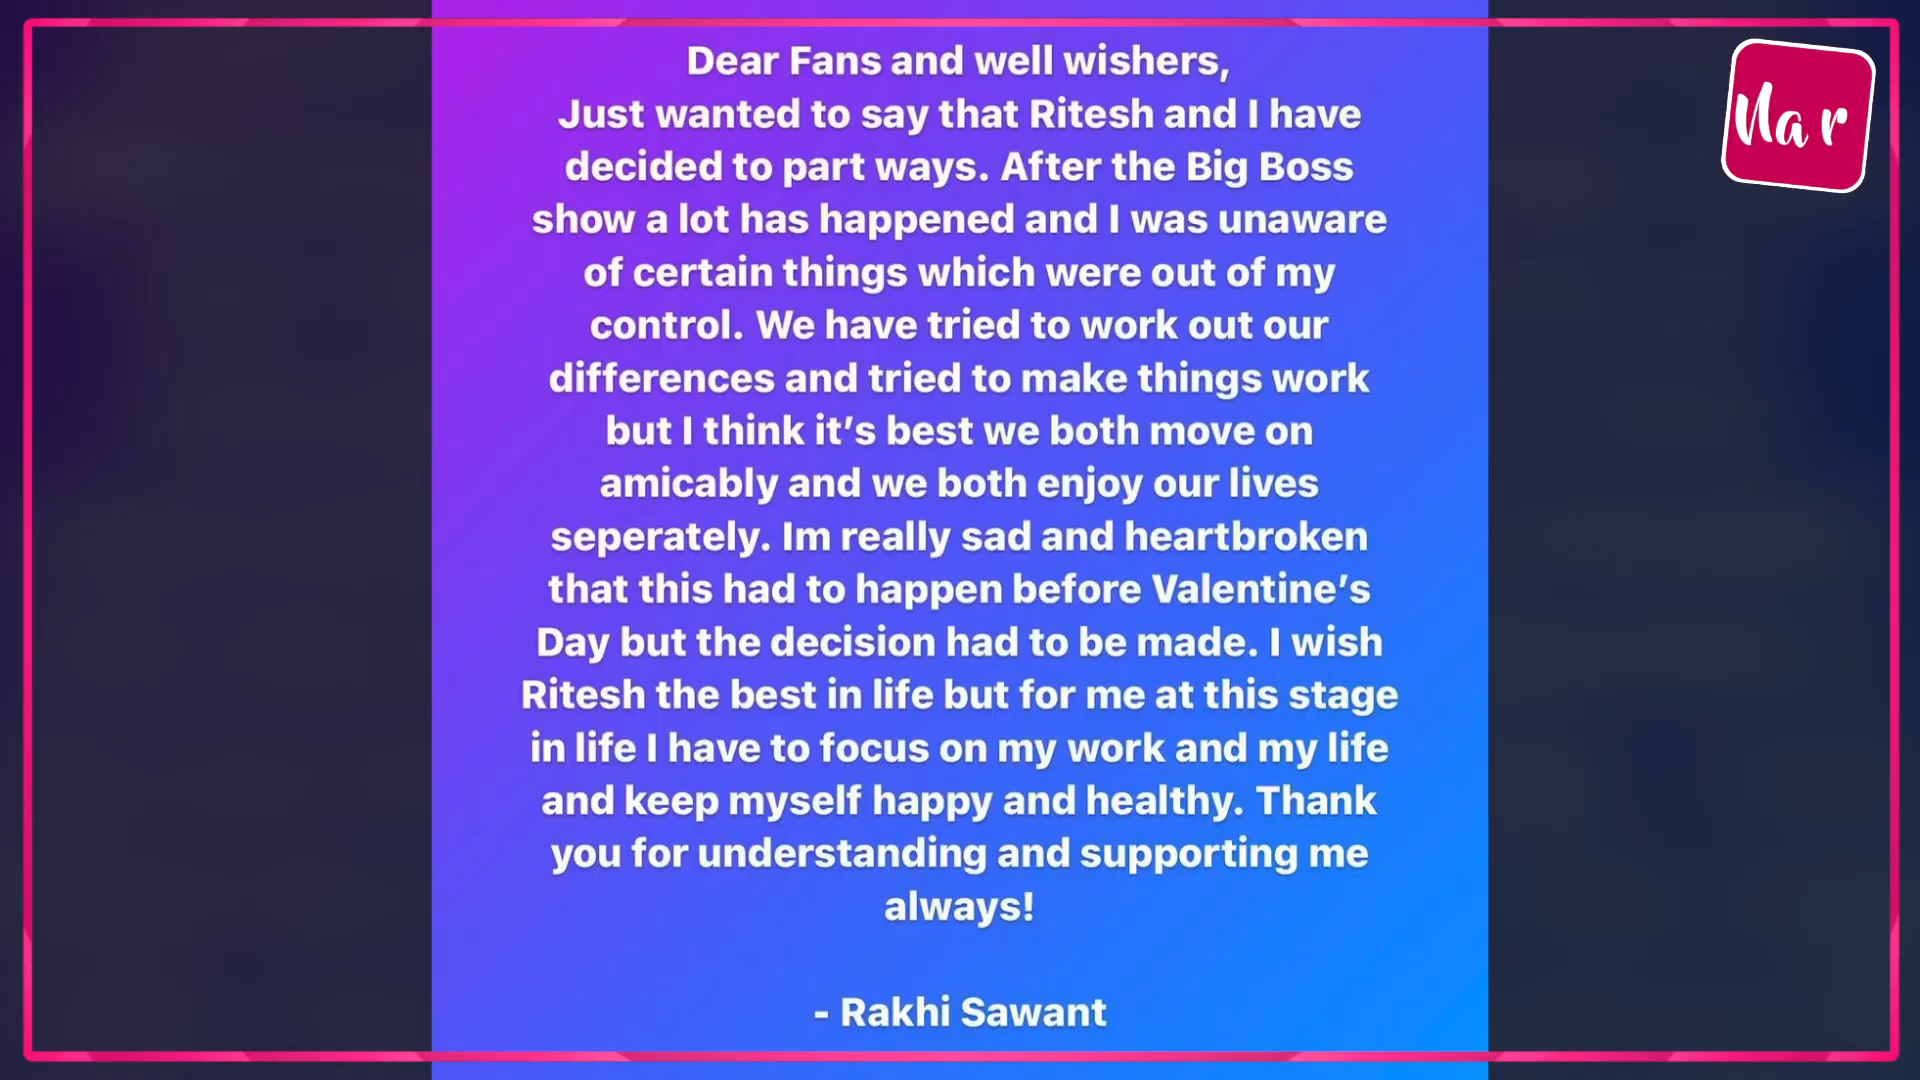 Dear Fans and well wishers,
Just wanted to say that Ritesh and I have
decided to part ways. After the Big Boss
show a lot has happened and I was unaware
of certain things which were out of my
control. We have tried to work out our
differences and tried to make things work
but I think it’s best we both move on
amicably and we both enjoy our lives
seperately. Im really sad and heartbroken
that this had to happen before Valentine’s
Day but the decision had to be made. I wish
Ritesh the best in life but for me at this stage
in life I have to focus on my work and my life
and keep myself happy and healthy. Thank
you for understanding and supporting me
always!
- Rakhi Sawant
Nar